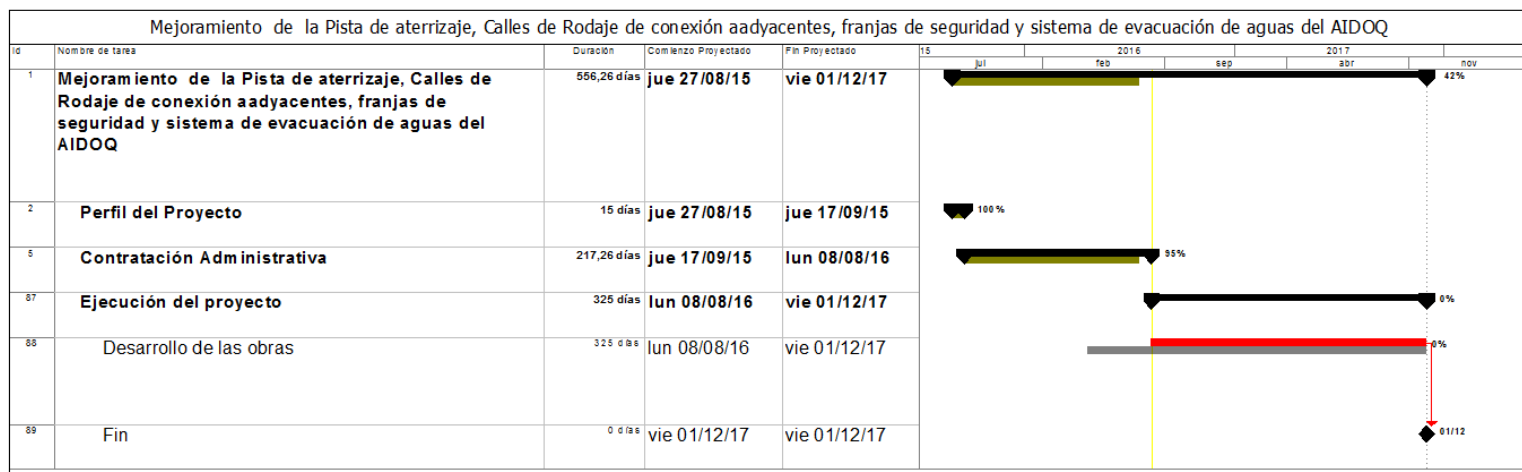 Mejoramiento de la Pista de aterrizaje, Calles de Rodaje de conexión aadyacentes, franjas de seguridad y sistema de evacuación de aguas del AIDOQ
Id Nombre de tarea Duración Comienzo Proyectado Fin Proyectado 15 2016 2017
jul feb sep abr nov
1 Mejoramiento de la Pista de aterrizaje, Calles de 556,26 días jue 27/08/15 vie 01/12/17 42%
Rodaje de conexión aadyacentes, franjas de
seguridad y sistema de evacuación de aguas del
AIDOQ
2 Perfil del Proyecto 15 días jue 27/08/15 jue 17/09/15 100%
5 Contratación Administrativa 217,26 días jue 17/09/15 lun 08/08/16 95%
87 Ejecución del proyecto 325 días lun 08/08/16 vie 01/12/17 0%
88 Desarrollo de las obras 325 días lun 08/08/16 vie 01/12/17 0%
89 Fin 0 días vie 01/12/17 vie 01/12/17 01/12